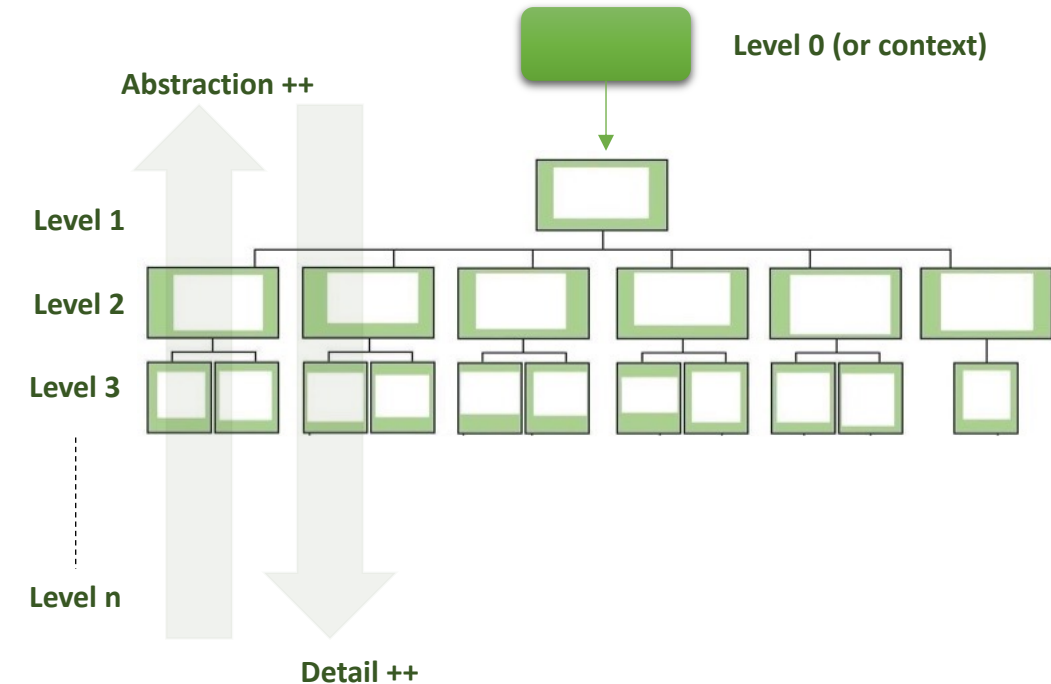 Level 0 (or context)
Abstraction ++
Level 1
Level 2
Level 3
Level n
Detail ++